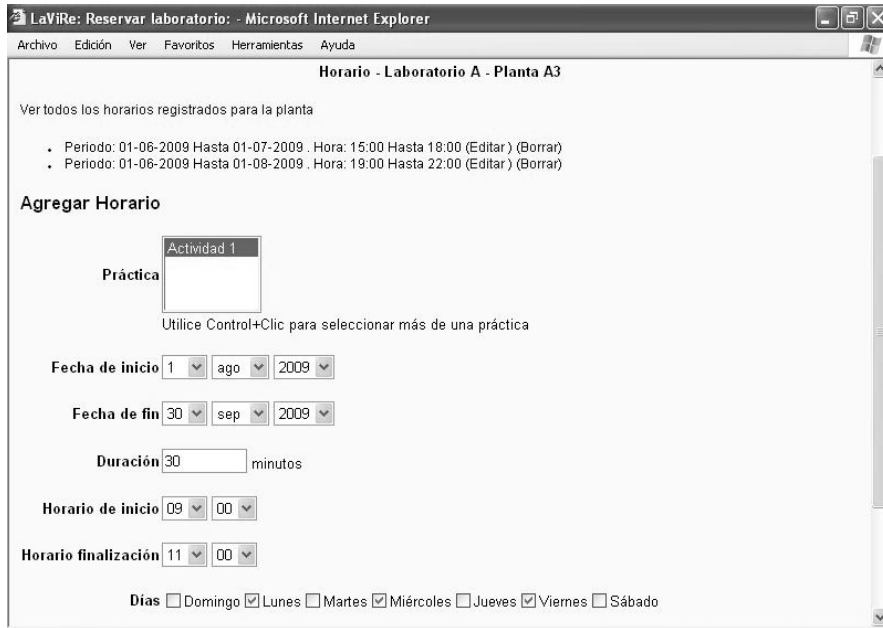 LaViRe: Reservar laboratorio: - Microsoft Internet Explorer
Archivo Edición Ver Favoritos Herramientas Ayuda
Horario - Laboratorio A - Planta A3
Ver todos los horarios registrados para la planta
• Periodo: 01-06-2009 Hasta 01-07-2009 . Hora: 15:00 Hasta 18:00 (Editar ) (Borrar)
• Periodo: 01-06-2009 Hasta 01-08-2009 . Hora: 19:00 Hasta 22:00 (Editar ) (Borrar)
Agregar Horario
Actividad 1
Práctica
Utilice Control+Clic para seleccionar más de una práctica
Fecha de inicio 1 ago 2009
Fecha de fin 30 sep 2009
Duración 30 minutos
Horario de inicio 09 00
Horario finalización 11 00
Días Domingo Lunes Martes Miércoles Jueves Viernes Sábado